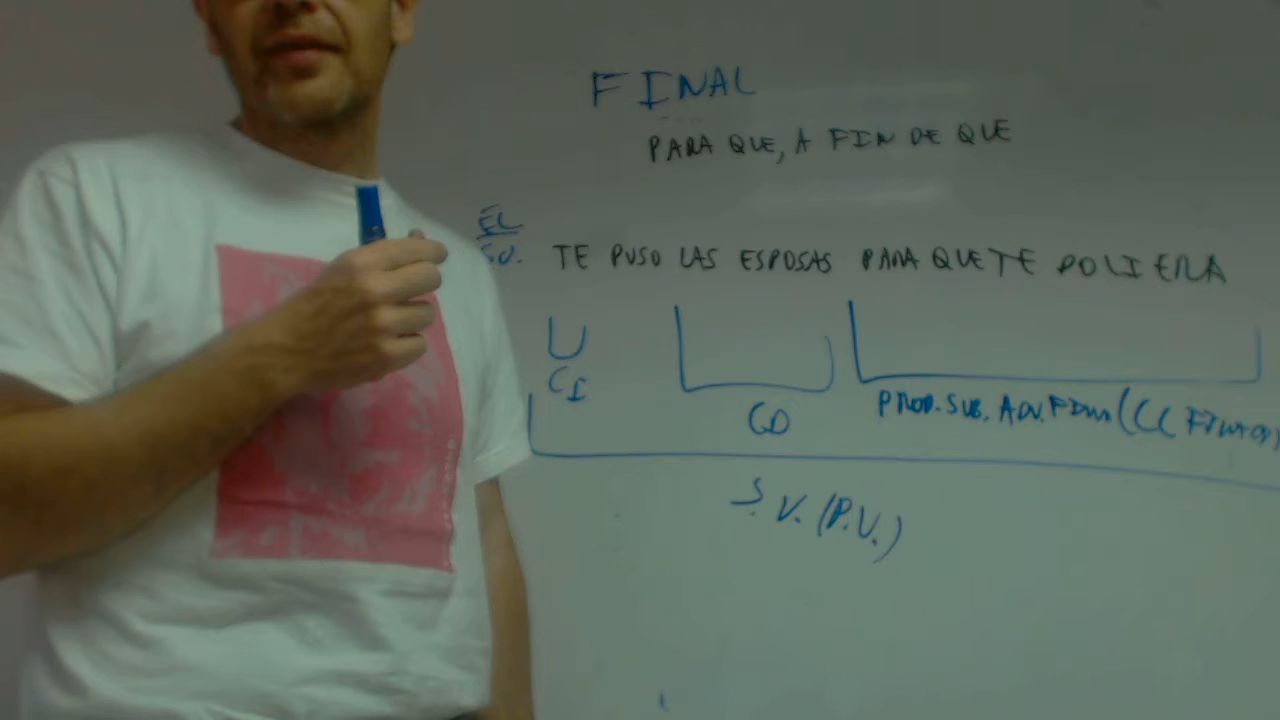 FINAL
PARA QUE, A FIN DE QUE
EL
SU. TE PUSO LAS ESPOSAS PARA QUE TE DOLIERA
CI
CD PROP. SUB. ADV. FINAL (CC FINALIDAD)
S.V. (P.V.)